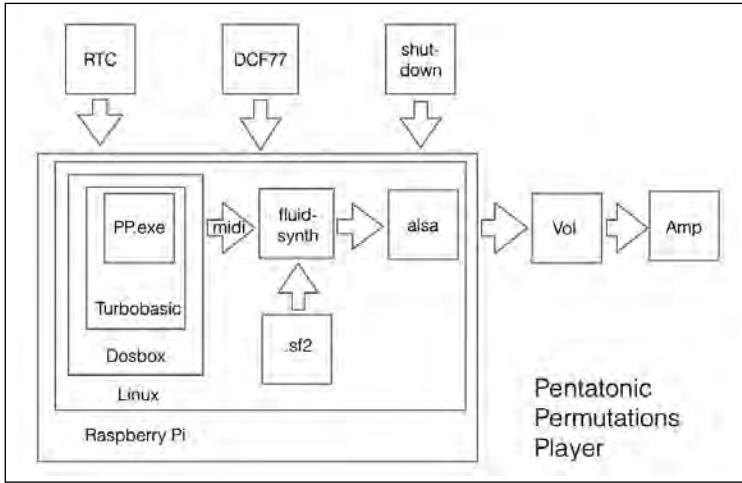 RTC
DCF77
shut-
down
PP.exe
midi
fluid-
synth
alsa
Vol
Amp
Turbobasic
.sf2
Dosbox
Linux
Raspberry Pi
Pentatonic
Permutations
Player